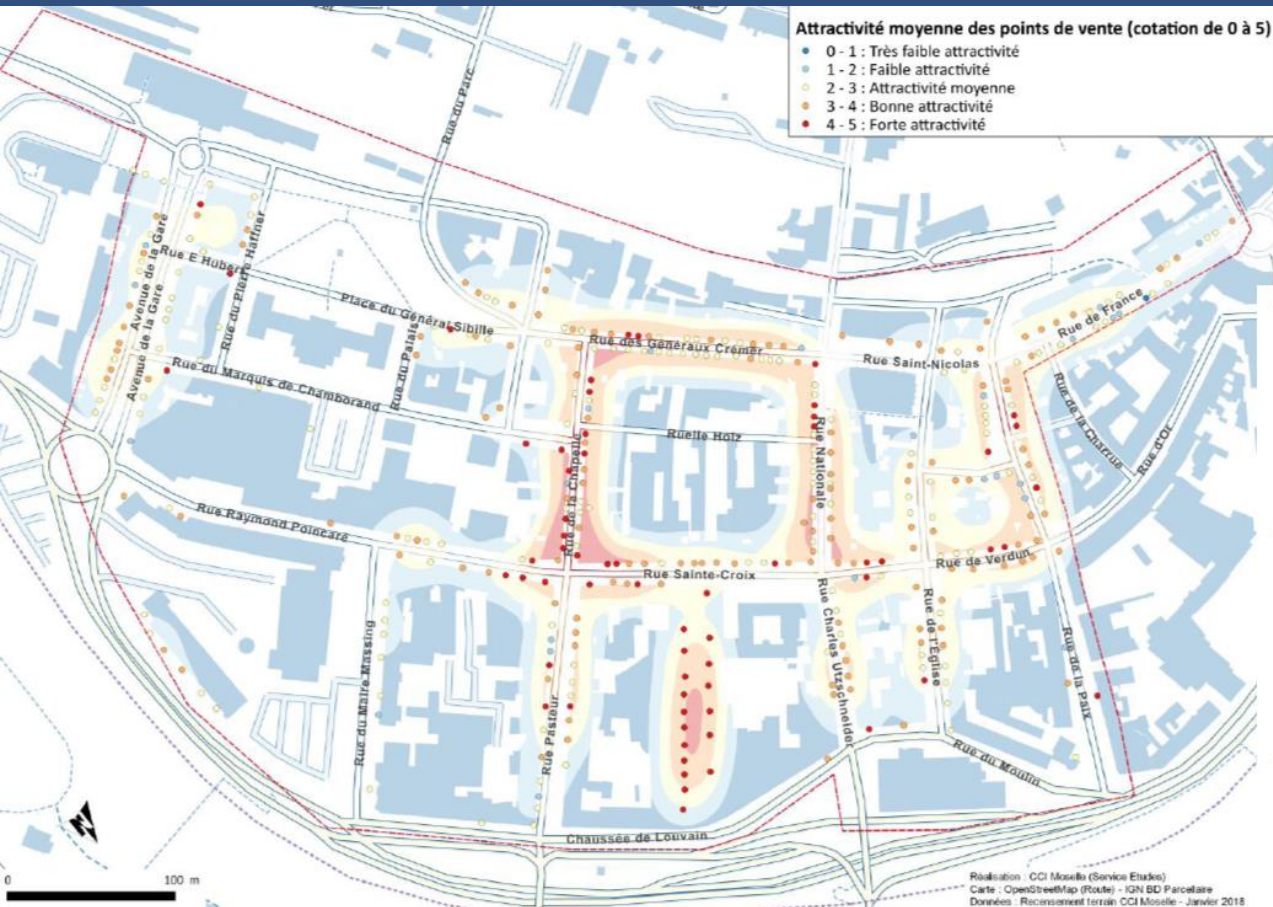 Attractivité moyenne des points de vente (cotation de 0 à 5)
0 - 1 : Très faible attractivité
1 - 2 : Faible attractivité
2 - 3 : Attractivité moyenne
3 - 4 : Bonne attractivité
4 - 5 : Forte attractivité
Rue du Parc
Avenue de la Gare
Avenue de la Gare
Rue E Huber
Rue du Pierre Haffner
Place du Général Sibille
Rue du Palais
Rue du Marquis de Chamborand
Rue des Généraux Crémer
Rue Saint-Nicolas
Rue de France
Rue de la Charrue
Rue d'Or
Ruelle Holz
Rue Nationale
Rue de la Chapelle
Rue Raymond Poincaré
Rue Sainte-Croix
Rue de Verdun
Rue du Maire Massing
Rue Pasteur
Rue Charles Utzschneider
Rue de l'Eglise
Rue de la Paix
Rue du Moulin
Chaussée de Louvain
N
0 100 m
Réalisation : CCI Moselle (Service Etudes)
Carte : OpenStreetMap (Route) - IGN BD Parcellaire
Données : Recensement terrain CCI Moselle - Janvier 2018